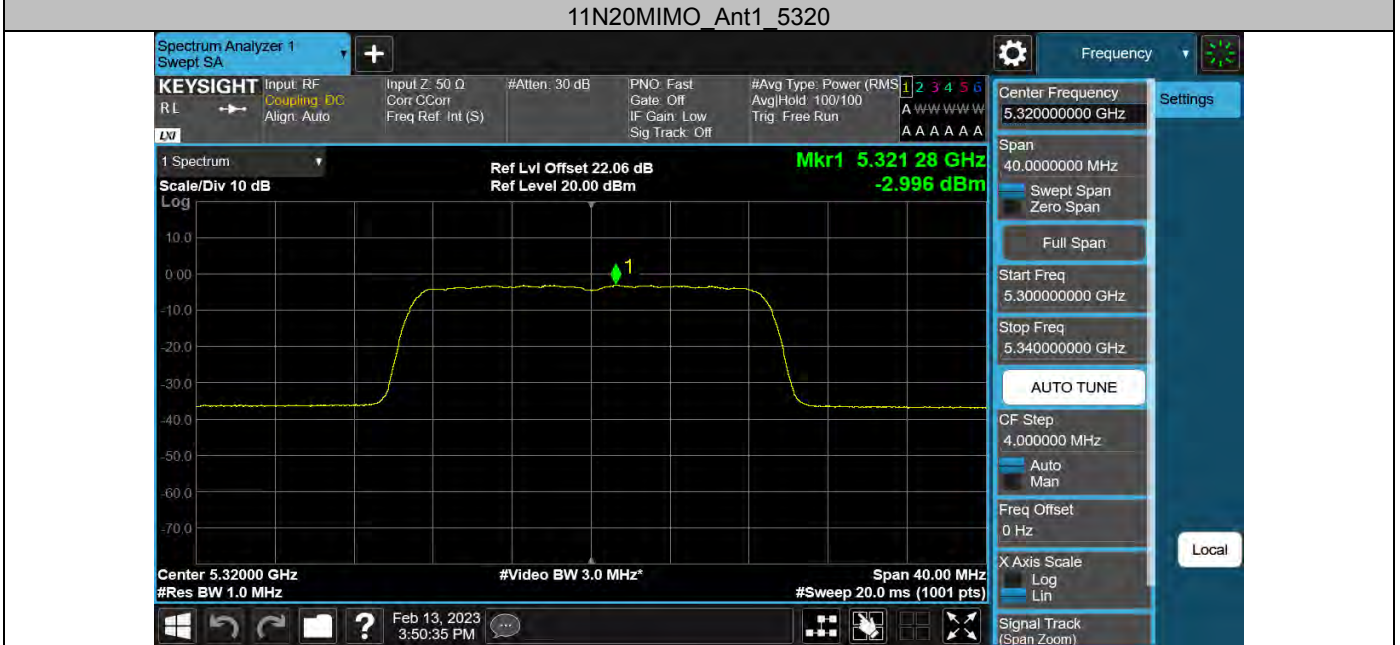 11N20MIMO_Ant1_5320
Spectrum Analyzer 1
Swept SA
+
Frequency
KEYSIGHT
RL
LXI
Input: RF
Coupling: DC
Align: Auto
Input Z: 50 Ω
Corr CCorr
Freq Ref: Int (S)
#Atten: 30 dB
PNO: Fast
Gate: Off
IF Gain: Low
Sig Track: Off
#Avg Type: Power (RMS
Avg|Hold: 100/100
Trig: Free Run
1 2 3 4 5 6
A W W W W W
A A A A A A
1 Spectrum
Scale/Div 10 dB
Log
Ref Lvl Offset 22.06 dB
Ref Level 20.00 dBm
Mkr1 5.321 28 GHz
-2.996 dBm
10.0
0.00
-10.0
-20.0
-30.0
-40.0
-50.0
-60.0
-70.0
1
Center 5.32000 GHz
#Res BW 1.0 MHz
#Video BW 3.0 MHz*
Span 40.00 MHz
#Sweep 20.0 ms (1001 pts)
?
Feb 13, 2023
3:50:35 PM
Center Frequency
5.320000000 GHz
Span
40.0000000 MHz
Swept Span
Zero Span
Full Span
Start Freq
5.300000000 GHz
Stop Freq
5.340000000 GHz
AUTO TUNE
CF Step
4.000000 MHz
Auto
Man
Freq Offset
0 Hz
X Axis Scale
Log
Lin
Signal Track
(Span Zoom)
Settings
Local